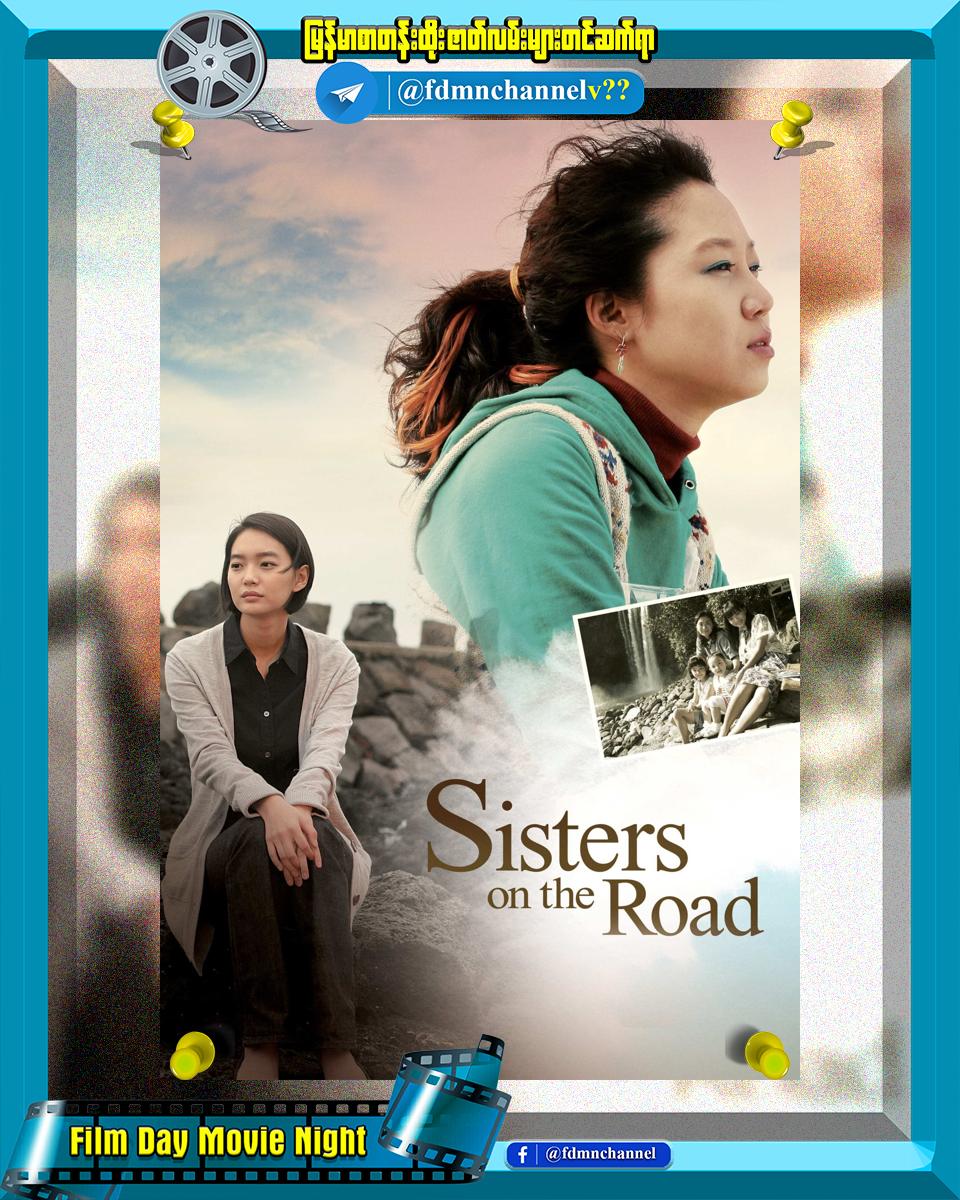 မြန်မာစာတန်းထိုးဇာတ်လမ်းများတင်ဆက်ရာ
@fdmnchannelv??
Sisters
on the Road
Film Day Movie Night
f @fdmnchannel